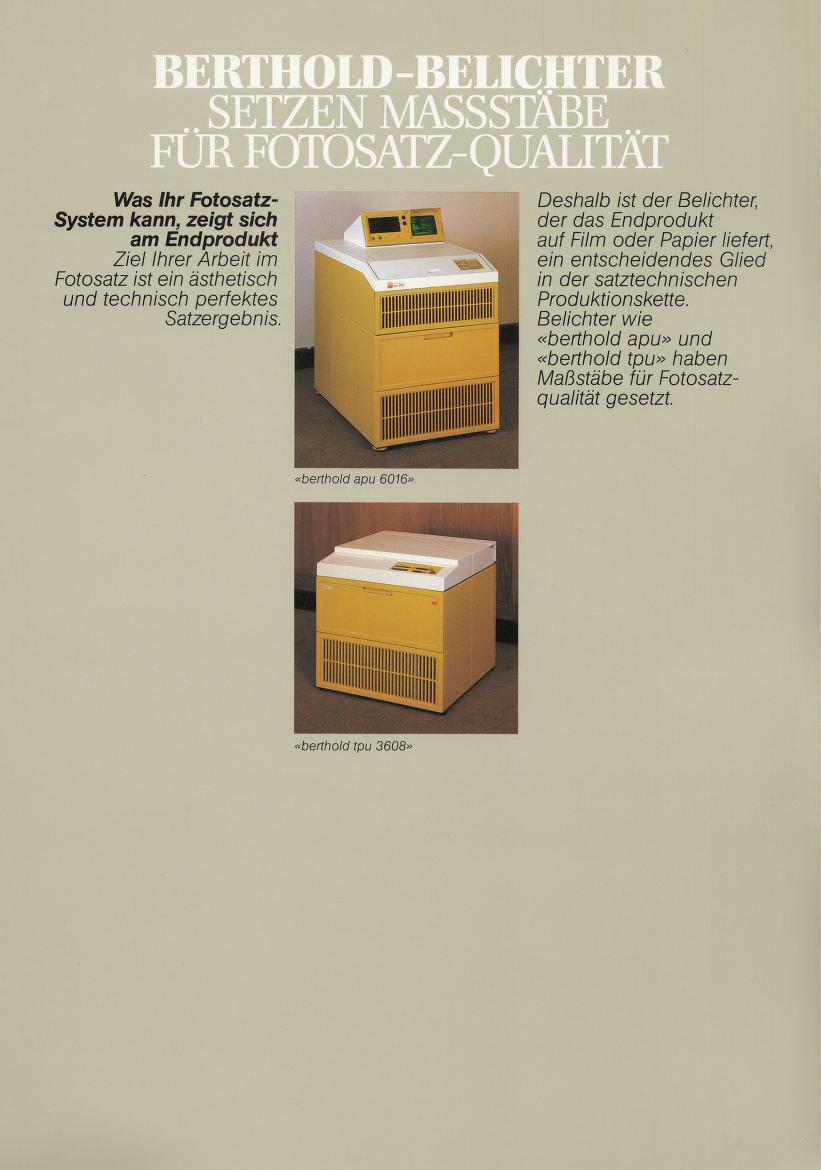 BERTHOLD-BELICHTER
SETZEN MASSSTÄBE
FÜR FOTOSATZ-QUALITÄT
Was Ihr Fotosatz-
System kann, zeigt sich
am Endprodukt
Ziel Ihrer Arbeit im
Fotosatz ist ein ästhetisch
und technisch perfektes
Satzergebnis.
«berthold apu 6016»
«berthold tpu 3608»
Deshalb ist der Belichter,
der das Endprodukt
auf Film oder Papier liefert,
ein entscheidendes Glied
in der satztechnischen
Produktionskette.
Belichter wie
«berthold apu» und
«berthold tpu» haben
Maßstäbe für Fotosatz-
qualität gesetzt.